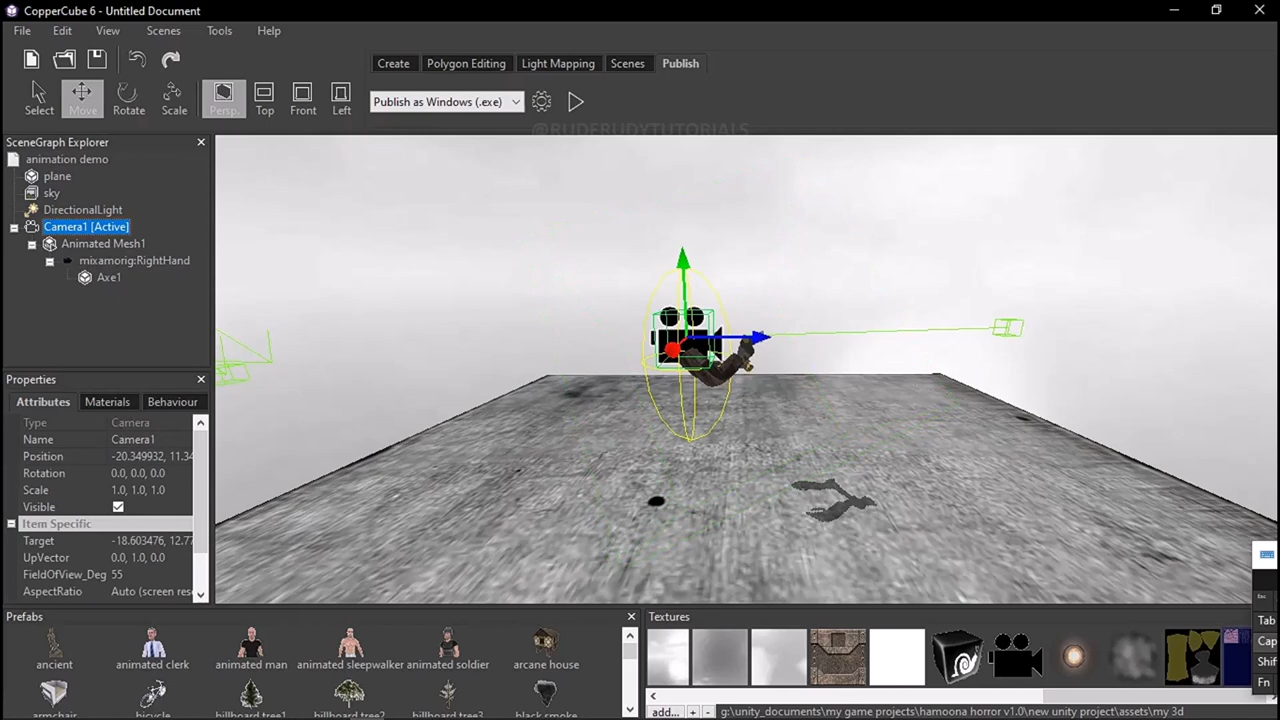 CopperCube 6 - Untitled Document
File Edit View Scenes Tools Help
Create Polygon Editing Light Mapping Scenes Publish
Select Move Rotate Scale Persp. Top Front Left
Publish as Windows (.exe)
@RUDERUDYTUTORIALS
SceneGraph Explorer
animation demo
plane
sky
DirectionalLight
Camera1 [Active]
Animated Mesh1
mixamorig:RightHand
Axe1
Properties
Attributes Materials Behaviour
Type Camera
Name Camera1
Position -20.349932, 11.34
Rotation 0.0, 0.0, 0.0
Scale 1.0, 1.0, 1.0
Visible
Item Specific
Target -18.603476, 12.77
UpVector 0.0, 1.0, 0.0
FieldOfView_Deg 55
AspectRatio Auto (screen res
Prefabs
ancient animated clerk animated man animated sleepwalker animated soldier arcane house
armchair bicycle billboard tree1 billboard tree2 billboard tree3 black smoke
Textures
add... + -
g:\unity_documents\my game projects\hamoona horror v1.0\new unity project\assets\my 3d
Esc
Tab
Cap
Shif
Fn